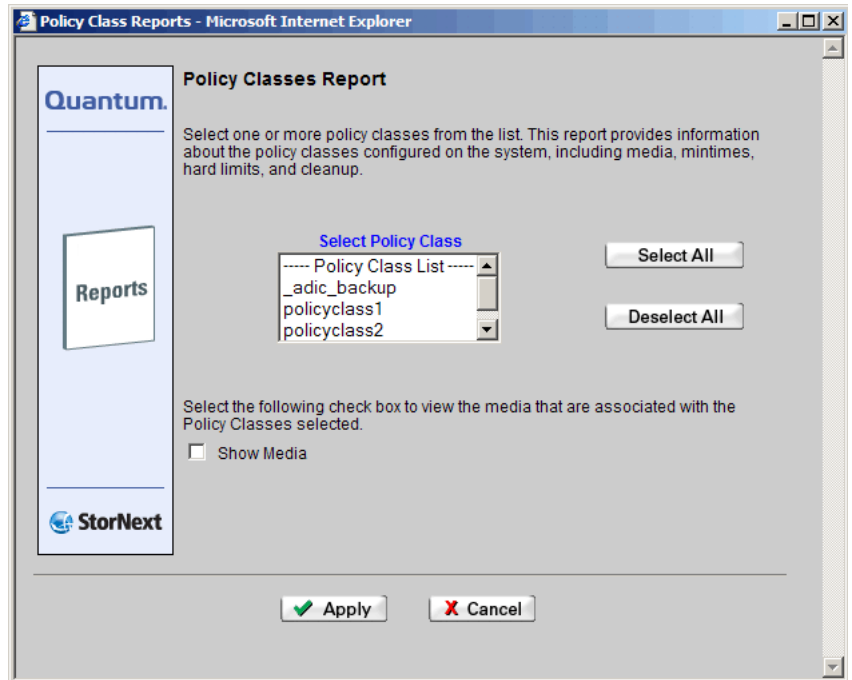 Policy Class Reports - Microsoft Internet Explorer
Quantum.
Policy Classes Report
Select one or more policy classes from the list. This report provides information
about the policy classes configured on the system, including media, mintimes,
hard limits, and cleanup.
Reports
Select Policy Class
----- Policy Class List -----
_adic_backup
policyclass1
policyclass2
Select All
Deselect All
Select the following check box to view the media that are associated with the
Policy Classes selected.
Show Media
StorNext
Apply
Cancel